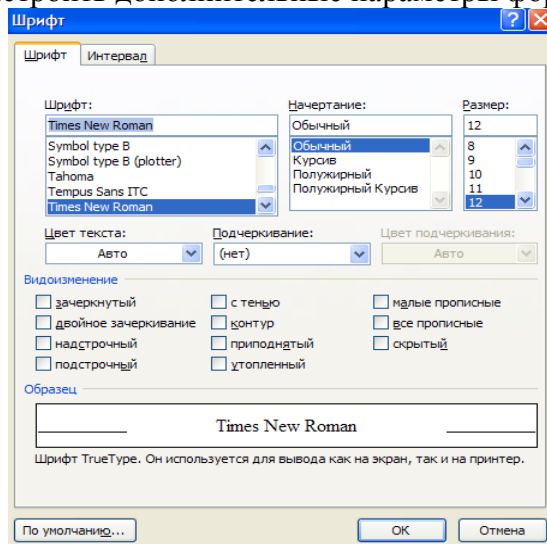 строить дополнительные параметры фор
Шрифт
Шрифт Интервал
Шрифт: Начертание: Размер:
Times New Roman Обычный 12
Symbol type B Обычный 8
Symbol type B (plotter) Курсив 9
Tahoma Полужирный 10
Tempus Sans ITC Полужирный Курсив 11
Times New Roman 12
Цвет текста: Подчеркивание: Цвет подчеркивания:
Авто (нет) Авто
Видоизменение
зачеркнутый с тенью малые прописные
двойное зачеркивание контур все прописные
надстрочный приподнятый скрытый
подстрочный утопленный
Образец
Times New Roman
Шрифт TrueType. Он используется для вывода как на экран, так и на принтер.
По умолчанию... ОК Отмена